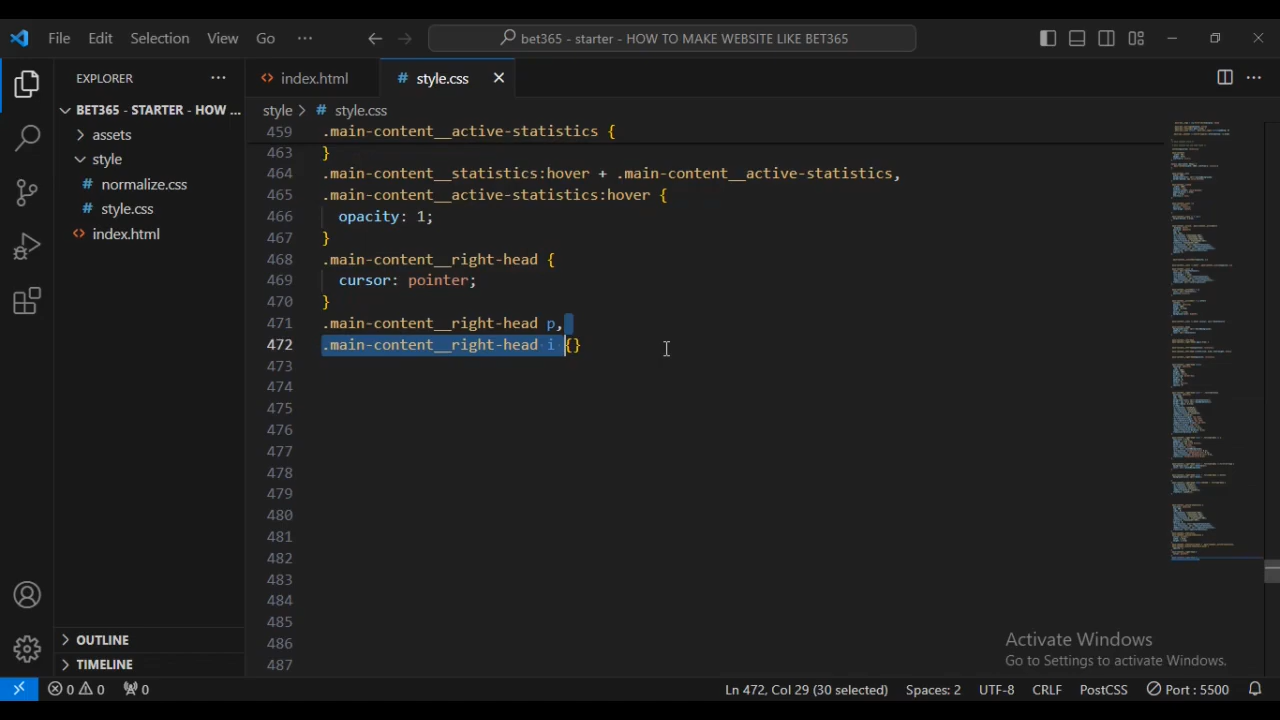 File Edit Selection View Go ··· bet365 - starter - HOW TO MAKE WEBSITE LIKE BET365
EXPLORER ···
index.html
# style.css
BET365 - STARTER - HOW ...
assets
style
# normalize.css
# style.css
index.html
OUTLINE
TIMELINE
style > # style.css
459 .main-content__active-statistics {
463 }
464 .main-content__statistics:hover + .main-content__active-statistics,
465 .main-content__active-statistics:hover {
466 opacity: 1;
467 }
468 .main-content__right-head {
469 cursor: pointer;
470 }
471 .main-content__right-head p,
472 .main-content__right-head i {}
473
474
475
476
477
478
479
480
481
482
483
484
485
486
487
Activate Windows
Go to Settings to activate Windows.
0 0 0 Ln 472, Col 29 (30 selected) Spaces: 2 UTF-8 CRLF PostCSS Port : 5500